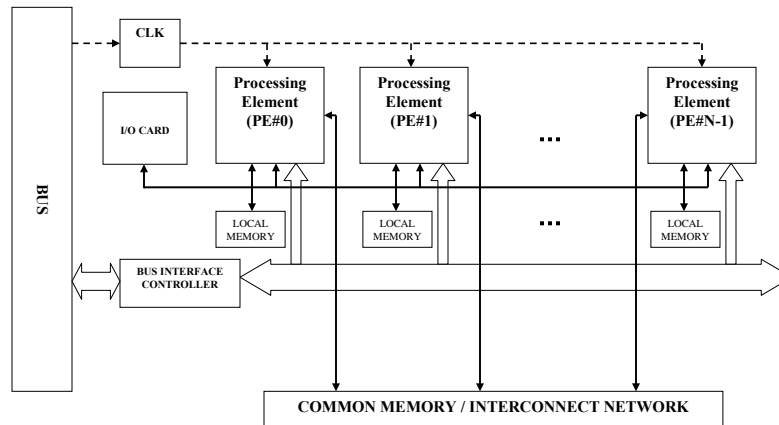 CLK
Processing
Element
(PE#0)
Processing
Element
(PE#1)
Processing
Element
(PE#N-1)
I/O CARD
...
BUS
LOCAL
MEMORY
LOCAL
MEMORY
...
LOCAL
MEMORY
BUS INTERFACE
CONTROLLER
COMMON MEMORY / INTERCONNECT NETWORK